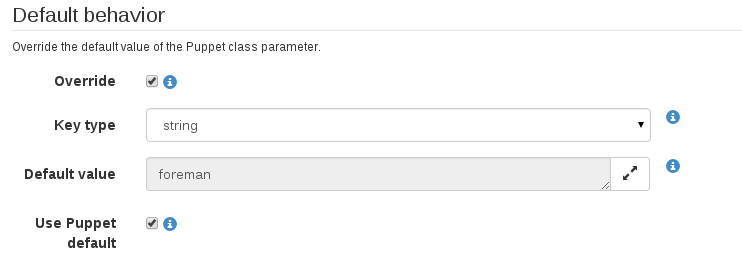 Default behavior
Override the default value of the Puppet class parameter.
Override
Key type
string
Default value
foreman
Use Puppet
default